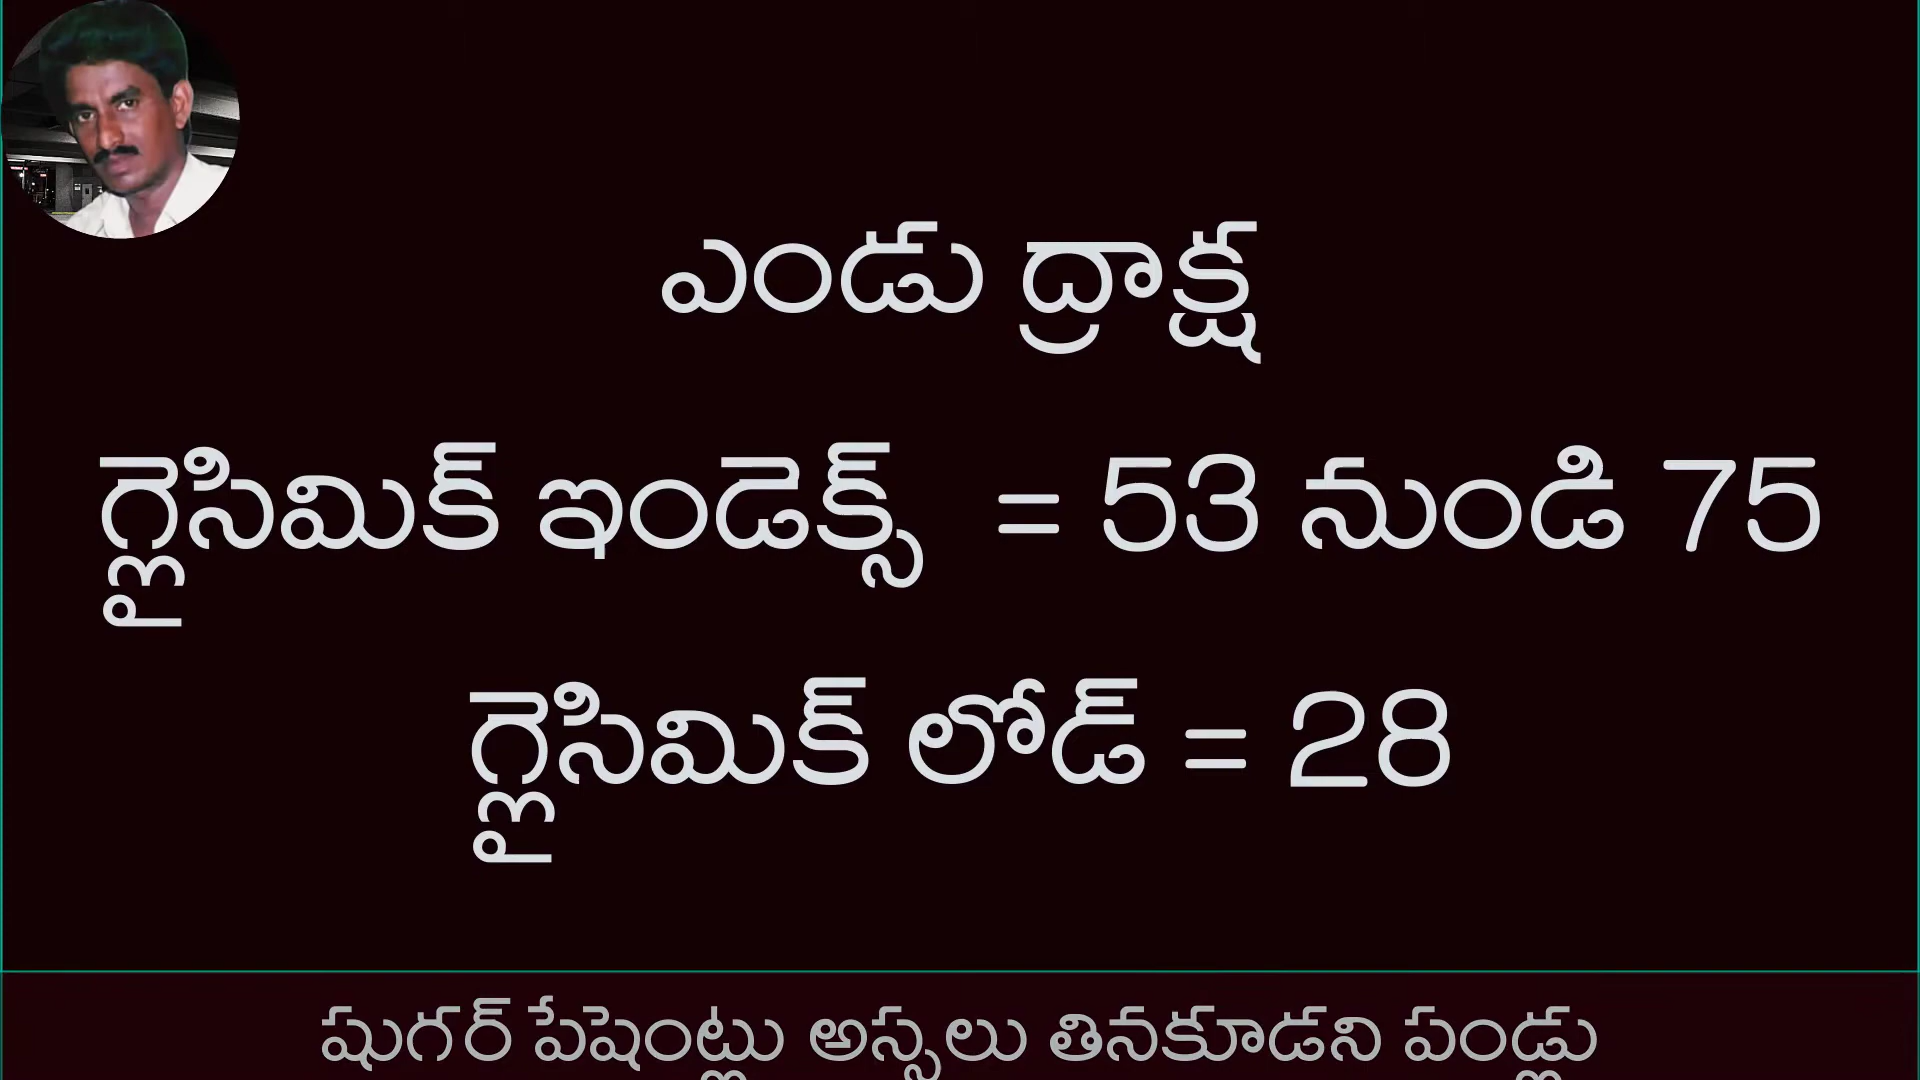 ఎండు ద్రాక్ష
గ్లైసిమిక్ ఇండెక్స్ = 53 నుండి 75
గ్లైసిమిక్ లోడ్ = 28
షుగర్ పేషెంట్లు అస్సలు తినకూడని పండ్లు